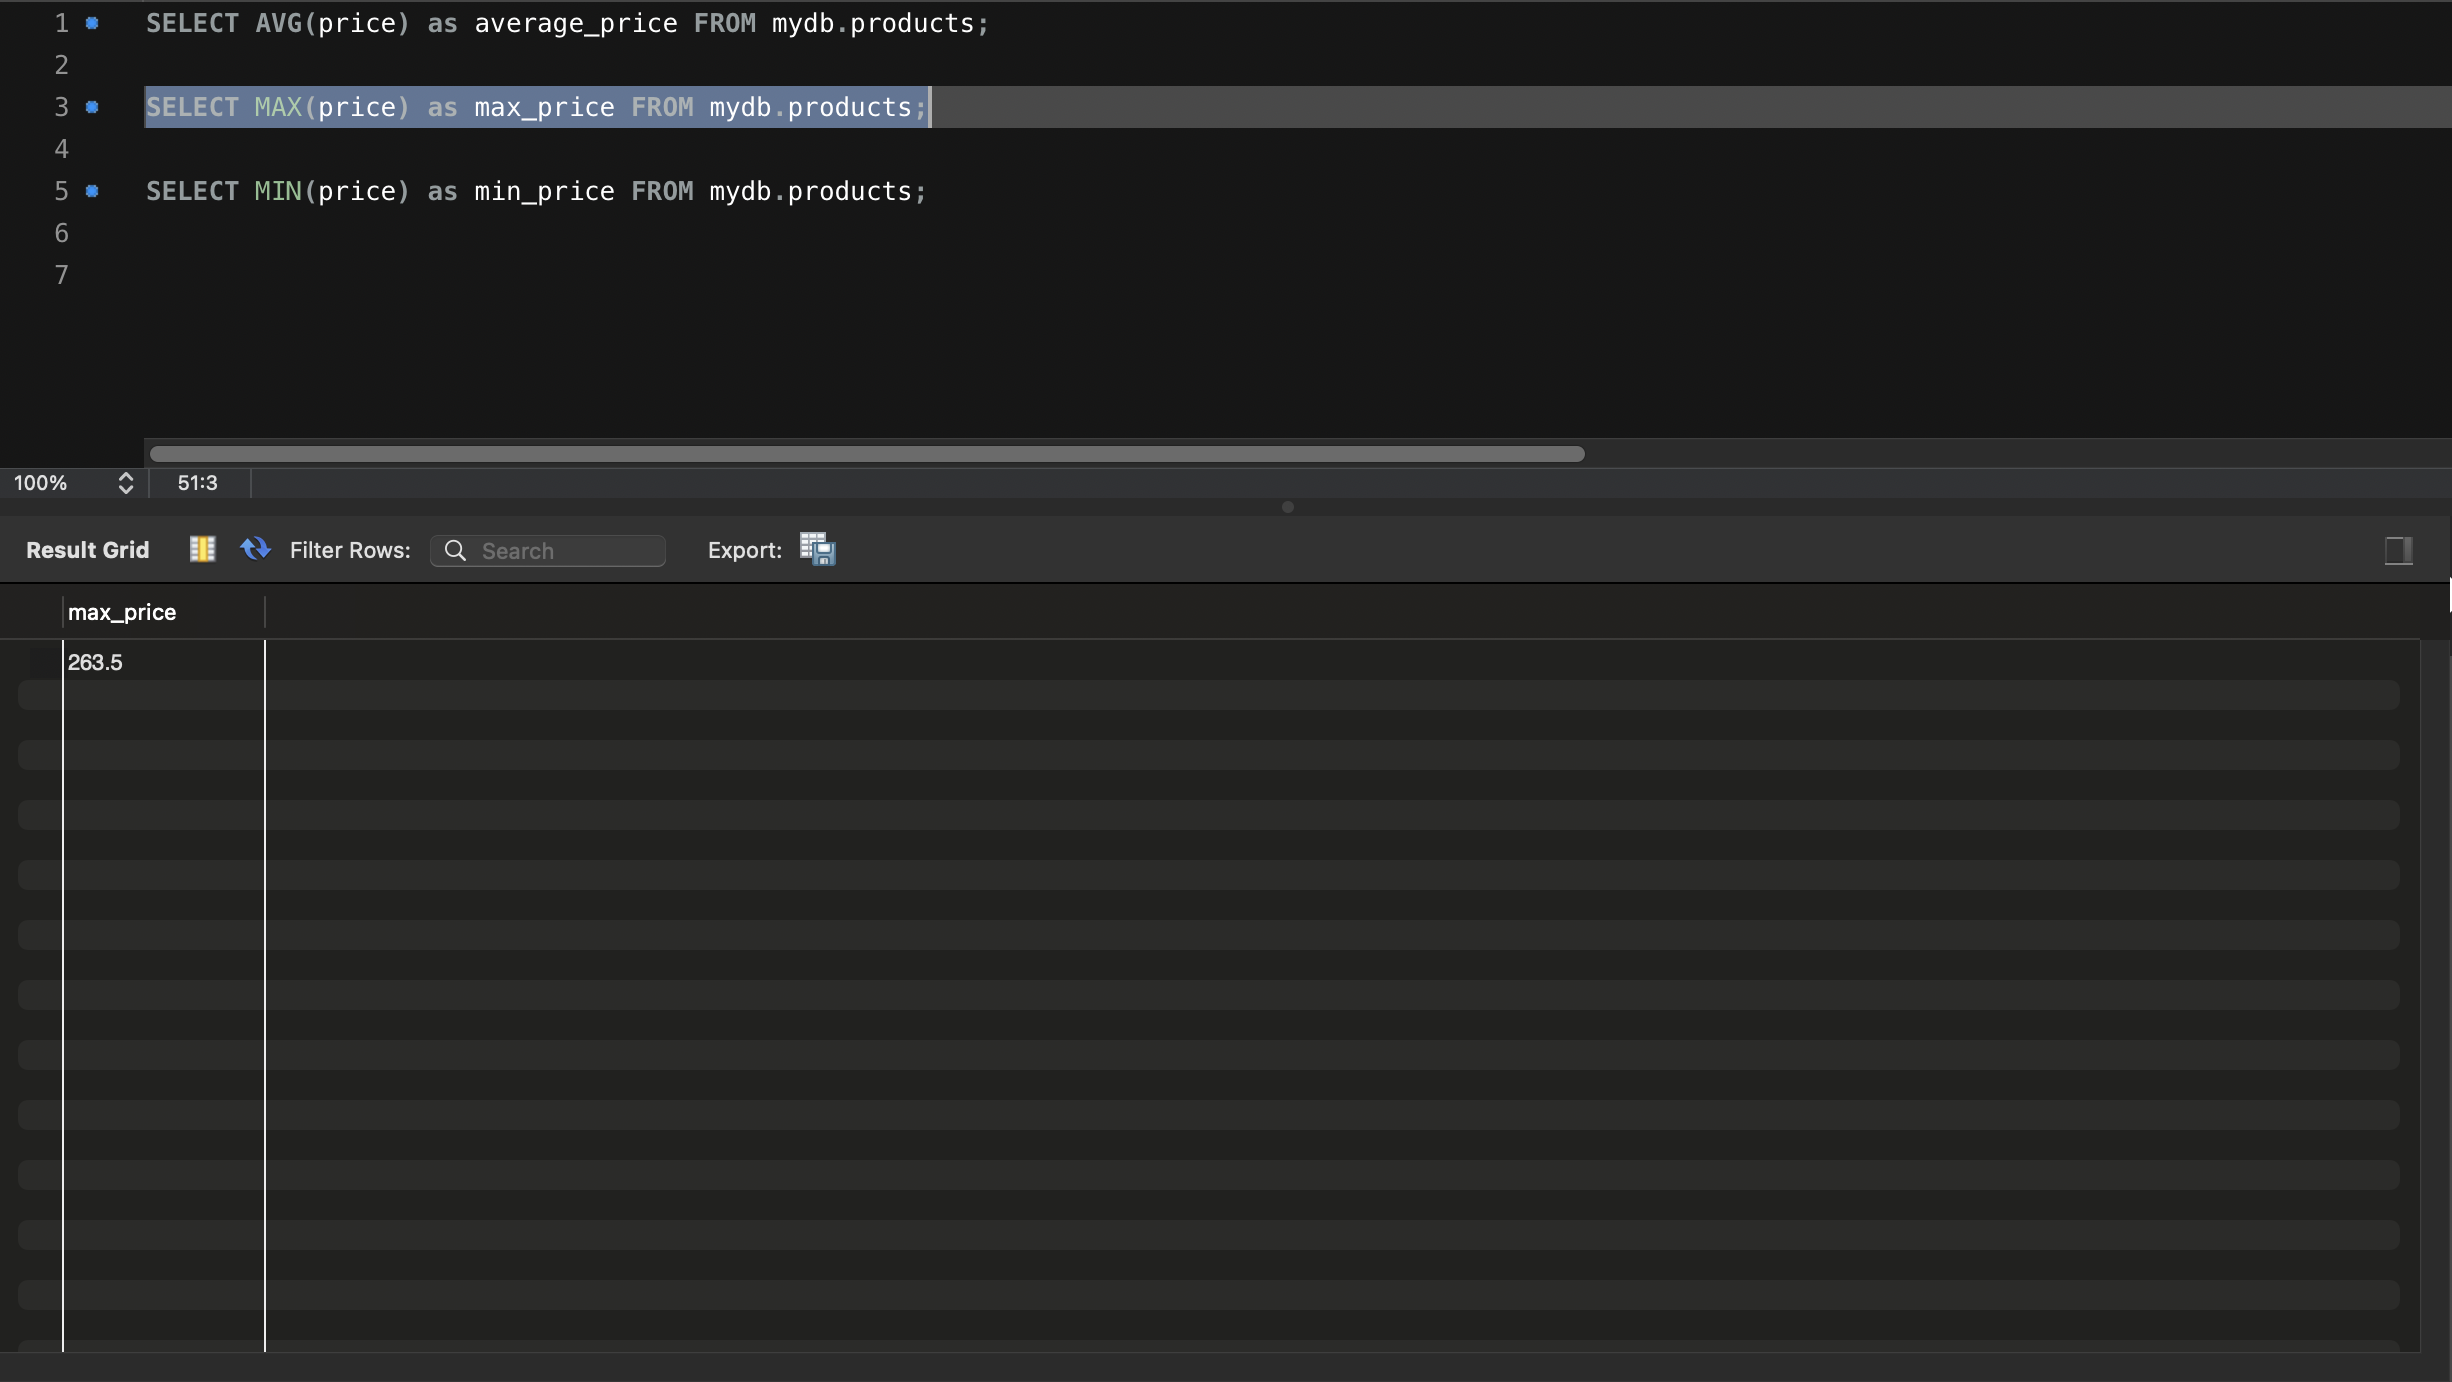 1 SELECT AVG(price) as average_price FROM mydb.products;
2
3 SELECT MAX(price) as max_price FROM mydb.products;
4
5 SELECT MIN(price) as min_price FROM mydb.products;
6
7
100% 51:3
Result Grid Filter Rows: Search Export:
max_price
263.5